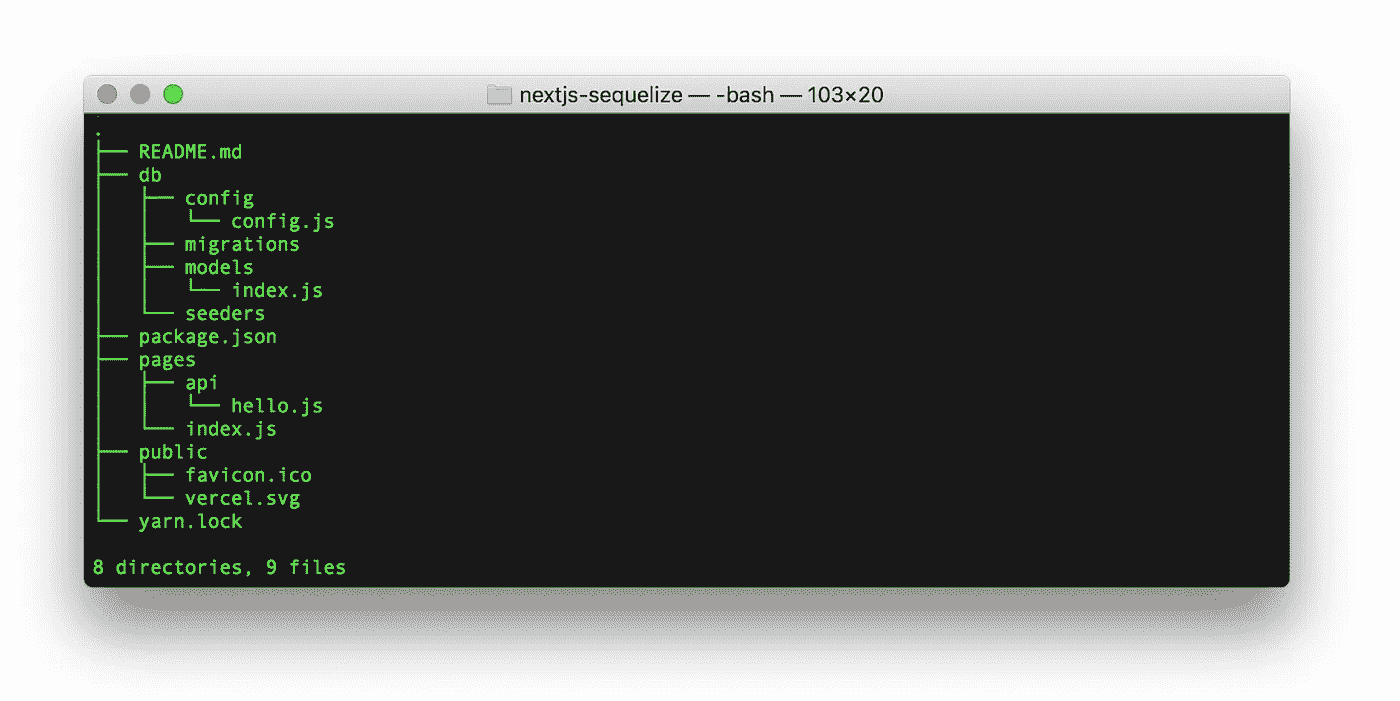 nextjs-sequelize — -bash — 103×20
.
├── README.md
├── db
│   ├── config
│   │   └── config.js
│   ├── migrations
│   ├── models
│   │   └── index.js
│   └── seeders
├── package.json
├── pages
│   ├── api
│   │   └── hello.js
│   └── index.js
├── public
│   ├── favicon.ico
│   └── vercel.svg
└── yarn.lock
8 directories, 9 files